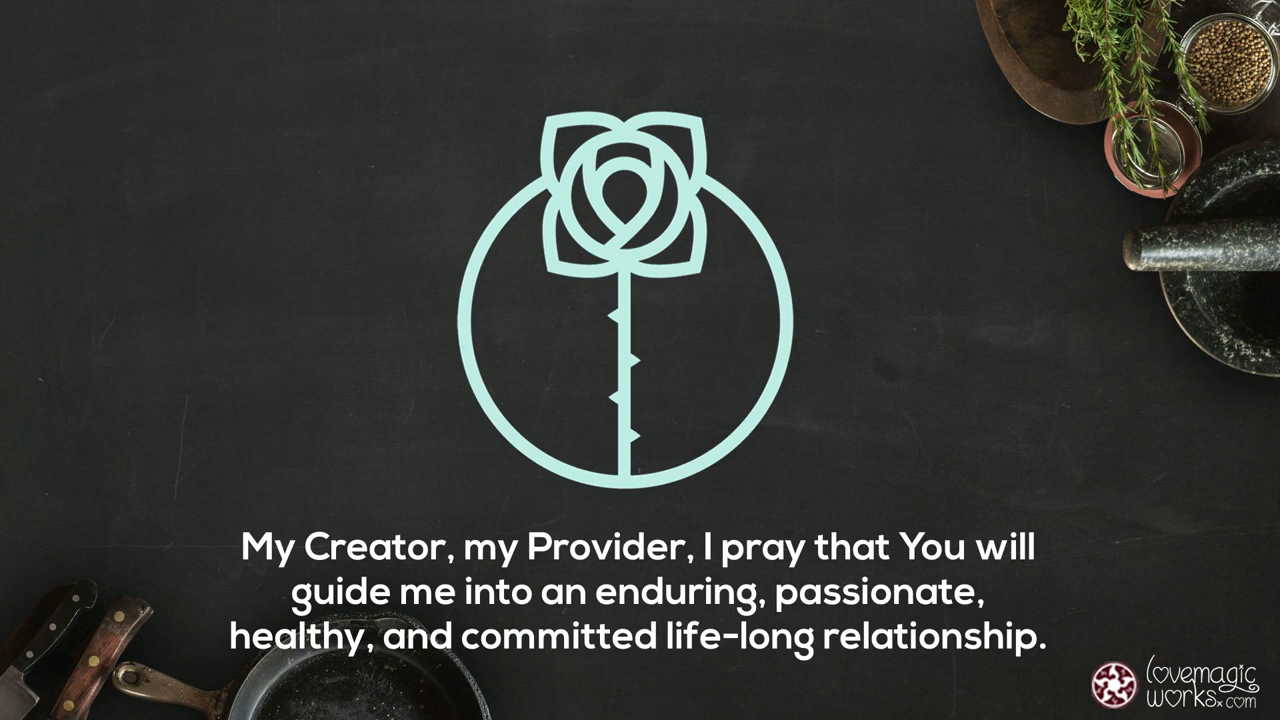 My Creator, my Provider, I pray that You will
guide me into an enduring, passionate,
healthy, and committed life-long relationship.
lovemagic
works.com